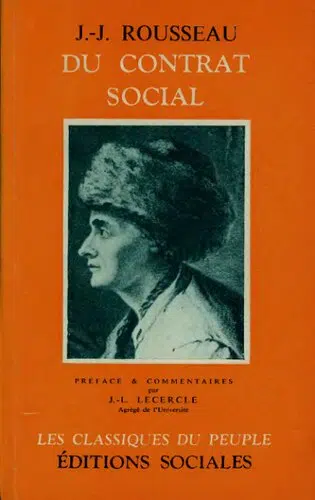 J.-J. ROUSSEAU
DU CONTRAT
SOCIAL
PRÉFACE & COMMENTAIRES
par
J.-L. LECERCLE
Agrégé de l'Université
LES CLASSIQUES DU PEUPLE
ÉDITIONS SOCIALES